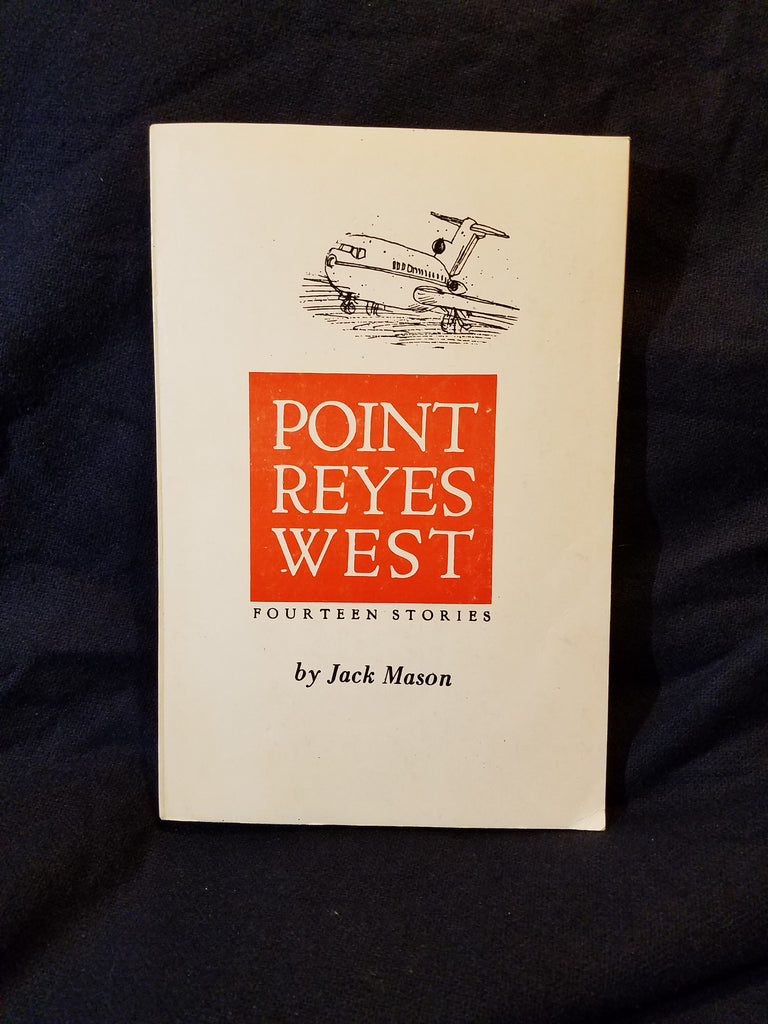 POINT
REYES
WEST
FOURTEEN STORIES
by Jack Mason